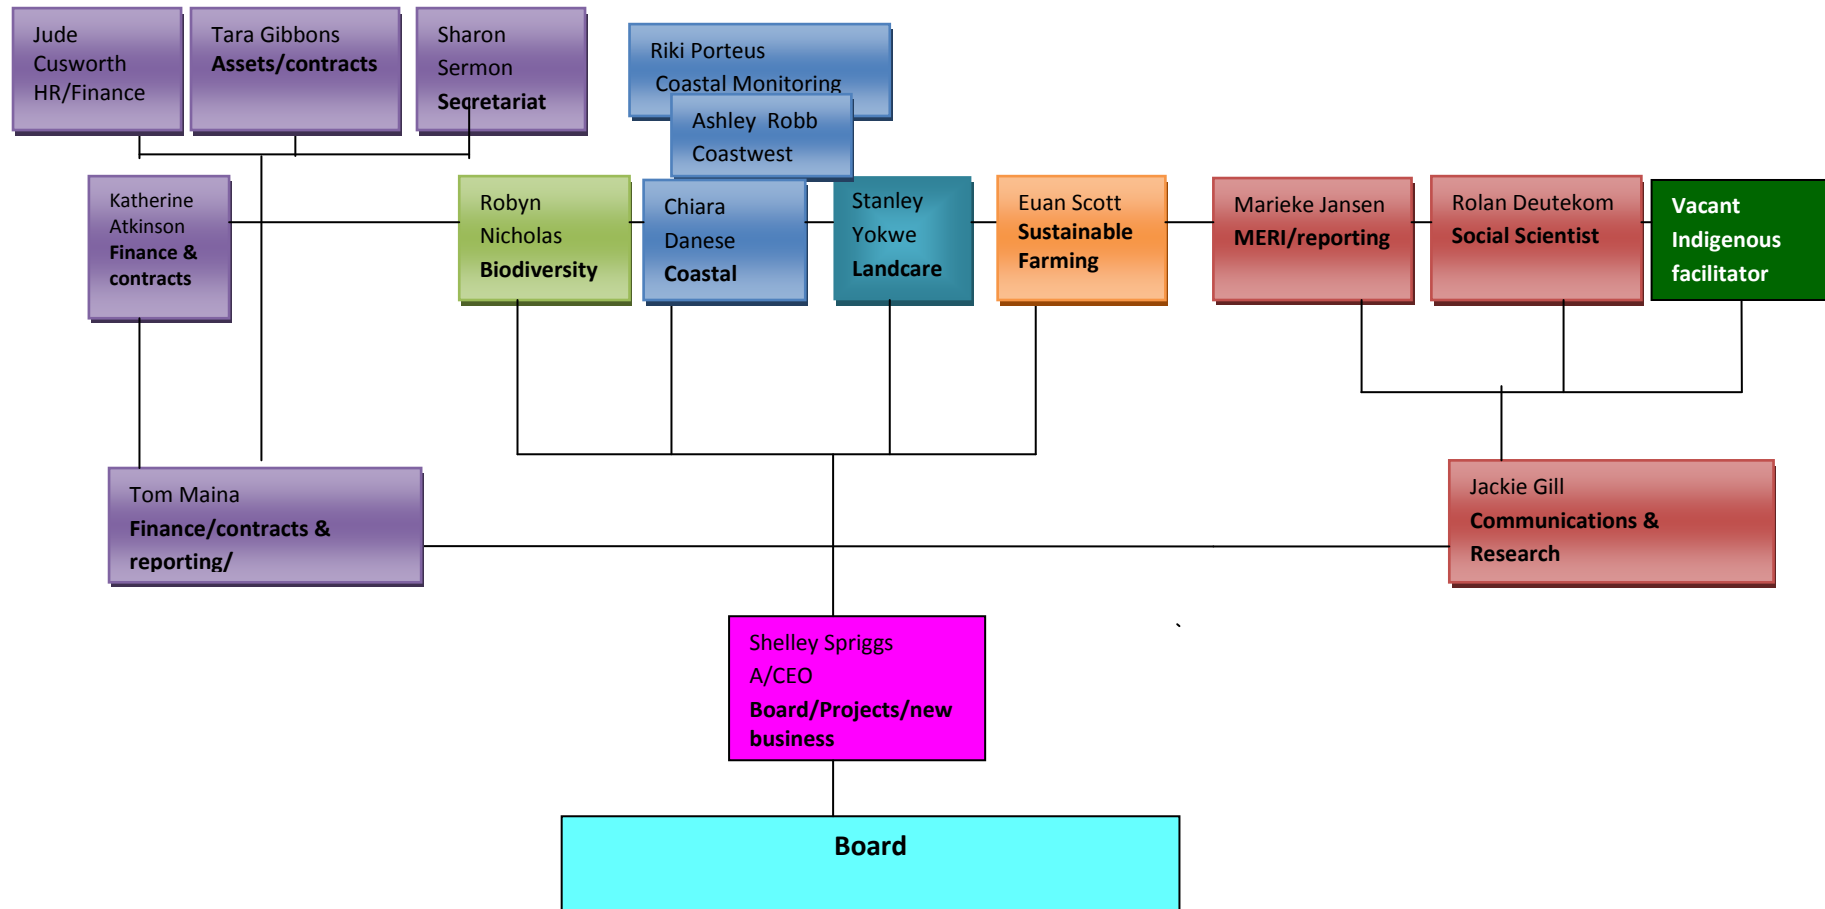 Jude
Cusworth
HR/Finance
Tara Gibbons
Assets/contracts
Sharon
Sermon
Secretariat
Riki Porteus
Coastal Monitoring
Ashley  Robb
Coastwest
Katherine
Atkinson
Finance &
contracts
Robyn
Nicholas
Biodiversity
Chiara
Danese
Coastal
Stanley
Yokwe
Landcare
Euan Scott
Sustainable
Farming
Marieke Jansen
MERI/reporting
Rolan Deutekom
Social Scientist
Vacant
Indigenous
facilitator
Tom Maina
Finance/contracts &
reporting/
Jackie Gill
Communications &
Research
Shelley Spriggs
A/CEO
Board/Projects/new
business
`
Board